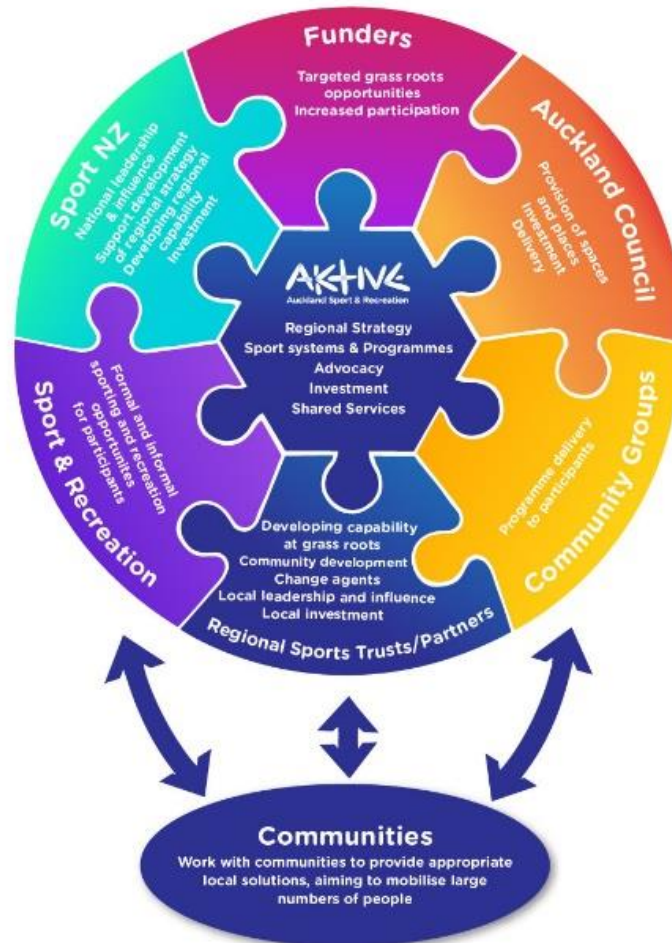 Funders
Targeted grass roots
opportunities
Increased participation
Auckland Council
Provision of spaces
and places
Investment
Delivery
Community Groups
Programme delivery
to participants
Regional Sports Trusts/Partners
Developing capability
at grass roots
Community development
Change agents
Local leadership and influence
Local investment
Sport & Recreation
Formal and informal
sporting and recreation
opportunites
for participants
Sport NZ
National leadership
& influence
Support development
of regional strategy
Developing regional
capability
Investment
AKTIVE
Auckland Sport & Recreation
Regional Strategy
Sport systems & Programmes
Advocacy
Investment
Shared Services
Communities
Work with communities to provide appropriate
local solutions, aiming to mobilise large
numbers of people